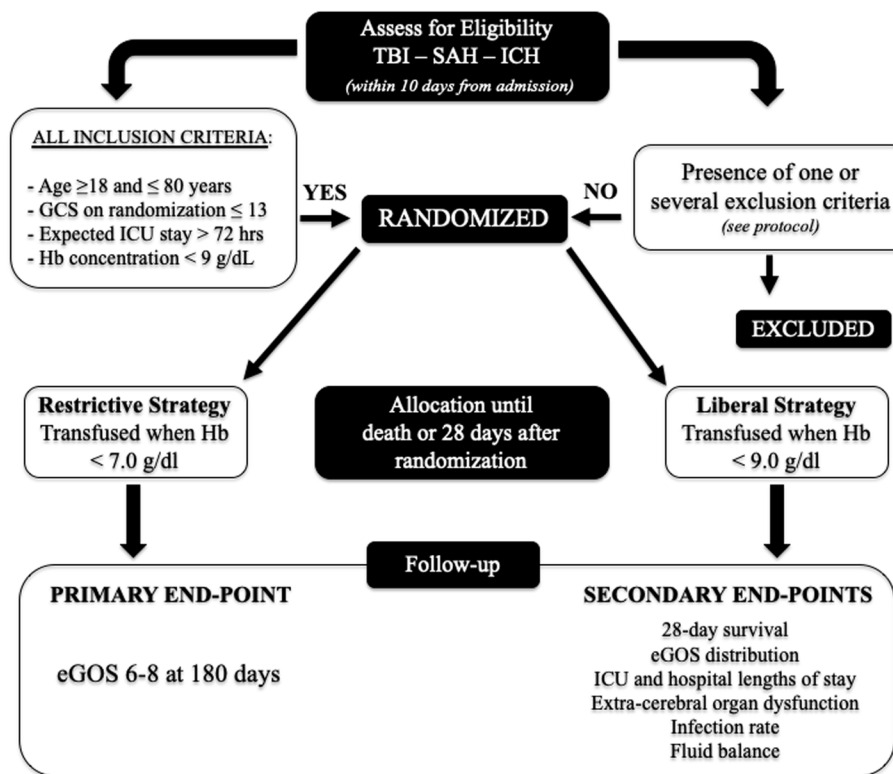 Assess for Eligibility
TBI – SAH – ICH
(within 10 days from admission)
ALL INCLUSION CRITERIA:
- Age ≥18 and ≤ 80 years
- GCS on randomization ≤ 13
- Expected ICU stay > 72 hrs
- Hb concentration < 9 g/dL
YES
RANDOMIZED
NO
Presence of one or
several exclusion criteria
(see protocol)
EXCLUDED
Restrictive Strategy
Transfused when Hb
< 7.0 g/dl
Allocation until
death or 28 days after
randomization
Liberal Strategy
Transfused when Hb
< 9.0 g/dl
Follow-up
PRIMARY END-POINT
eGOS 6-8 at 180 days
SECONDARY END-POINTS
28-day survival
eGOS distribution
ICU and hospital lengths of stay
Extra-cerebral organ dysfunction
Infection rate
Fluid balance